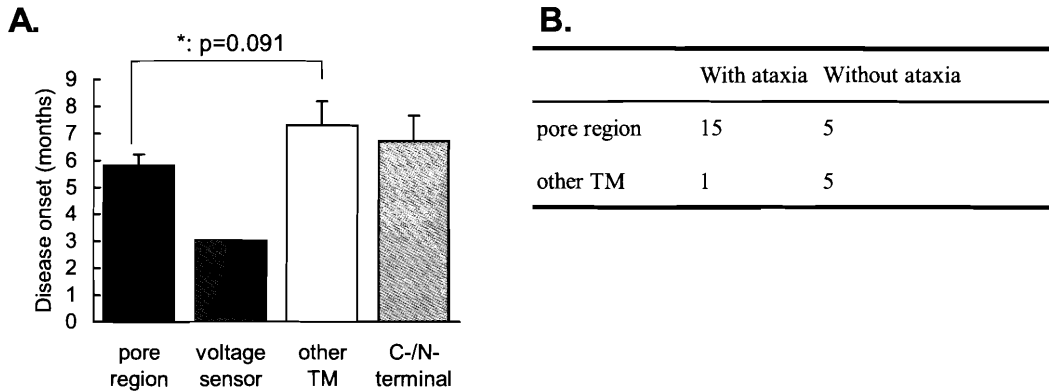 A.
*: p=0.091
Disease onset (months)
9
8
7
6
5
4
3
2
1
0
pore region
voltage sensor
other TM
C-/N-terminal
B.
With ataxia Without ataxia
pore region 15 5
other TM 1 5